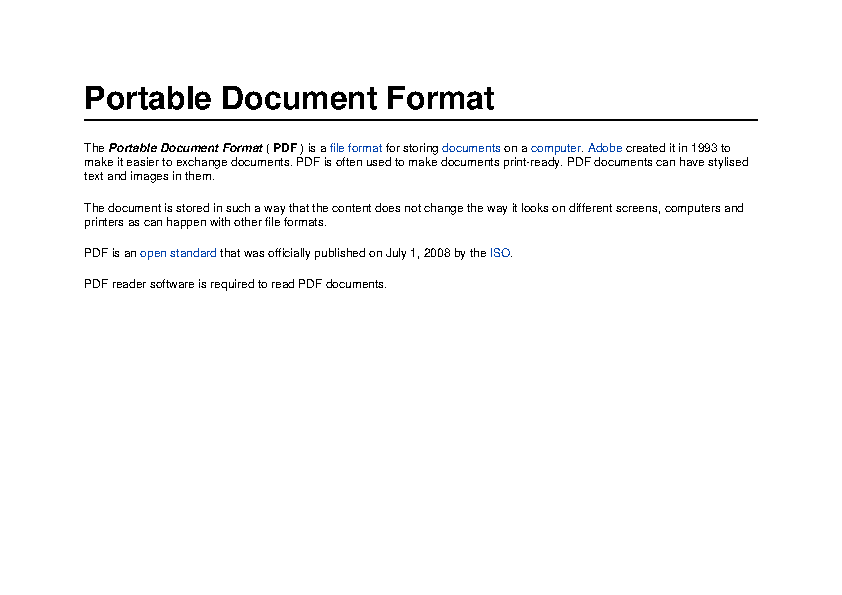 Portable Document Format
The Portable Document Format ( PDF ) is a file format for storing documents on a computer. Adobe created it in 1993 to
make it easier to exchange documents. PDF is often used to make documents print-ready. PDF documents can have stylised
text and images in them.
The document is stored in such a way that the content does not change the way it looks on different screens, computers and
printers as can happen with other file formats.
PDF is an open standard that was officially published on July 1, 2008 by the ISO.
PDF reader software is required to read PDF documents.